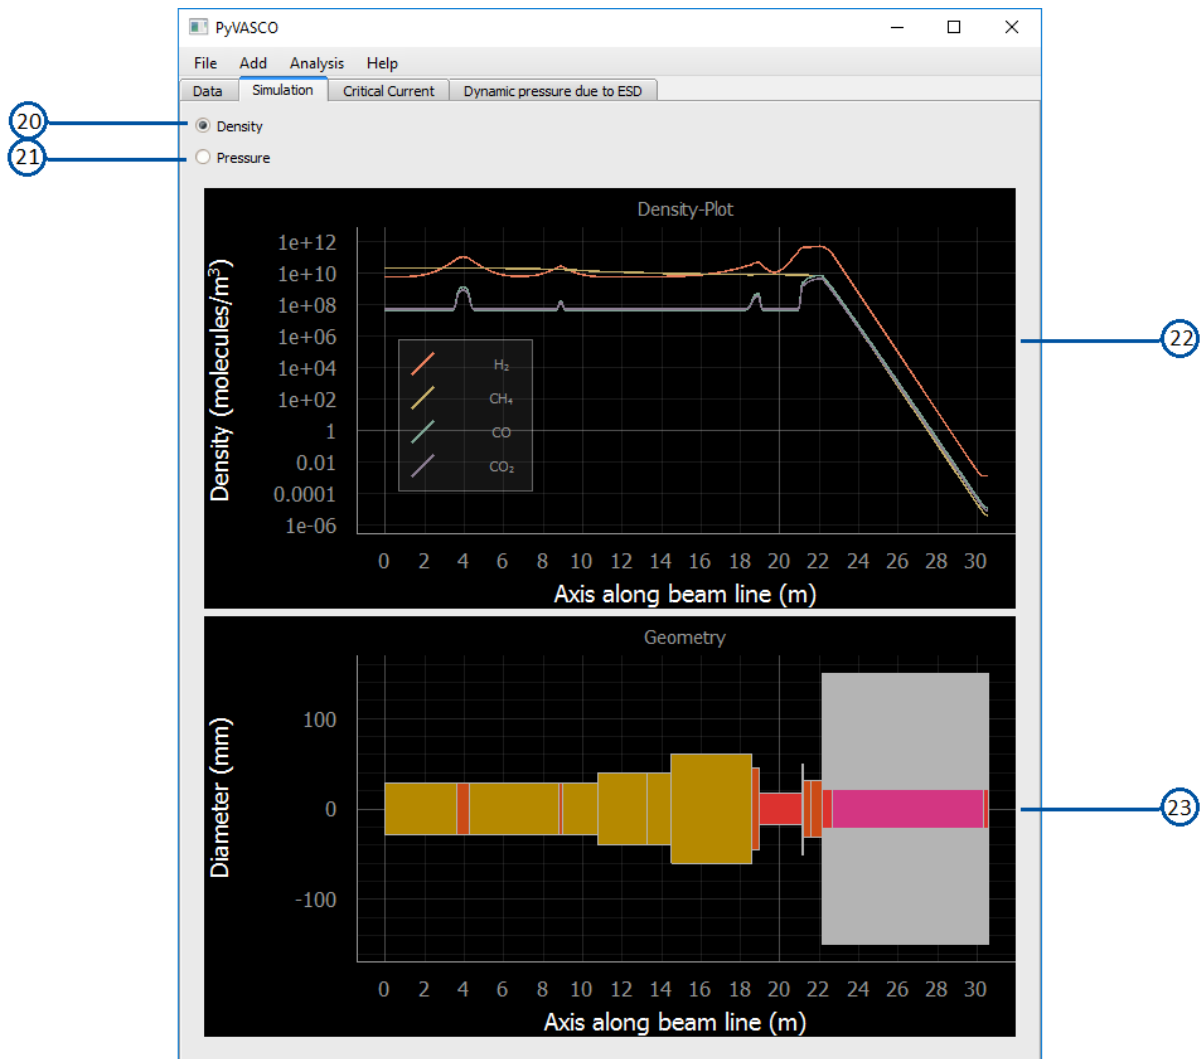 PyVASCO
File Add Analysis Help
Data Simulation Critical Current Dynamic pressure due to ESD
20 Density
21 Pressure
Density-Plot
Density (molecules/m³)
1e+12
1e+10
1e+08
1e+06
1e+04
1e+02
1
0.01
0.0001
1e-06
H₂
CH₄
CO
CO₂
22
0 2 4 6 8 10 12 14 16 18 20 22 24 26 28 30
Axis along beam line (m)
Geometry
Diameter (mm)
100
0
-100
23
0 2 4 6 8 10 12 14 16 18 20 22 24 26 28 30
Axis along beam line (m)